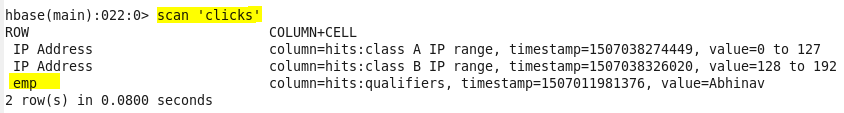 hbase(main):022:0> scan 'clicks'
ROW COLUMN+CELL
IP Address column=hits:class A IP range, timestamp=1507038274449, value=0 to 127
IP Address column=hits:class B IP range, timestamp=1507038326020, value=128 to 192
emp column=hits:qualifiers, timestamp=1507011981376, value=Abhinav
2 row(s) in 0.0800 seconds